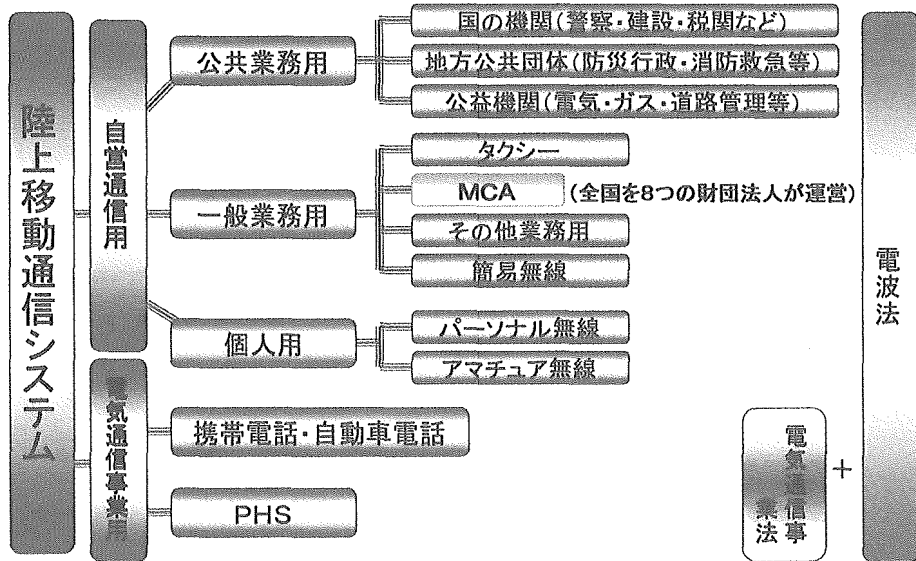 陸上移動通信システム
自営通信用
公共業務用
国の機関(警察・建設・税関など)
地方公共団体(防災行政・消防救急等)
公益機関(電気・ガス・道路管理等)
一般業務用
タクシー
MCA
(全国を8つの財団法人が運営)
その他業務用
簡易無線
個人用
パーソナル無線
アマチュア無線
電気通信事業用
携帯電話・自動車電話
PHS
電気通信事
業法
+
電波法